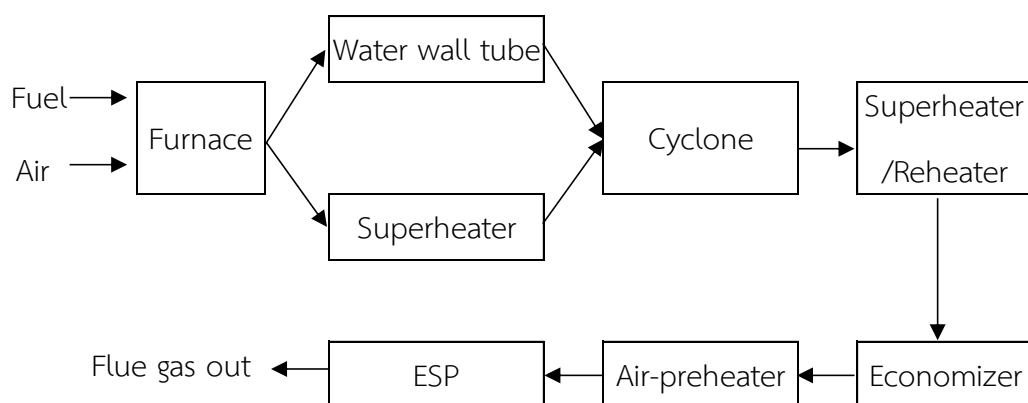 Fuel
Air
Furnace
Water wall tube
Superheater
Cyclone
Superheater
/Reheater
Economizer
Air-preheater
ESP
Flue gas out